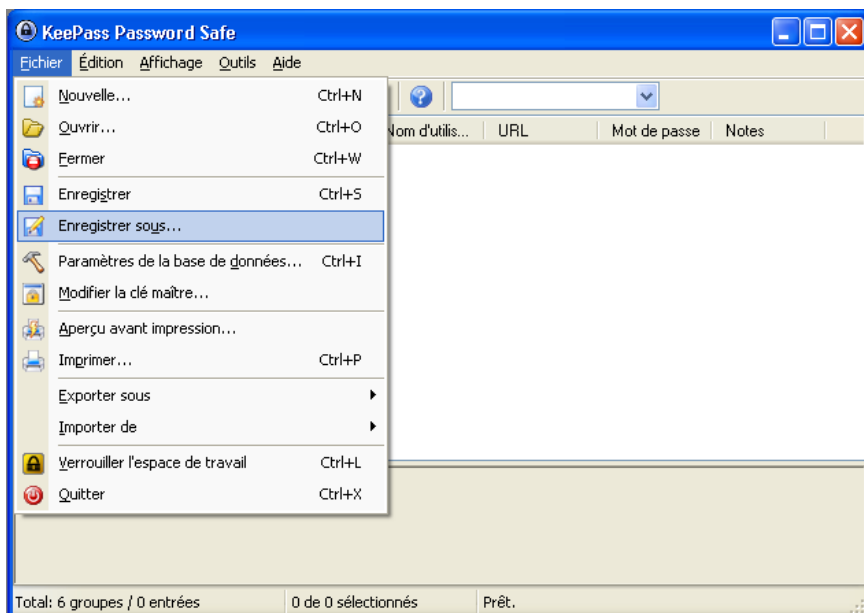 KeePass Password Safe
Fichier Édition Affichage Outils Aide
Nouvelle... Ctrl+N
Ouvrir... Ctrl+O
Fermer Ctrl+W
Enregistrer Ctrl+S
Enregistrer sous...
Paramètres de la base de données... Ctrl+I
Modifier la clé maître...
Aperçu avant impression...
Imprimer... Ctrl+P
Exporter sous
Importer de
Verrouiller l'espace de travail Ctrl+L
Quitter Ctrl+X
Nom d'utilis... URL Mot de passe Notes
Total: 6 groupes / 0 entrées 0 de 0 sélectionnés Prêt.